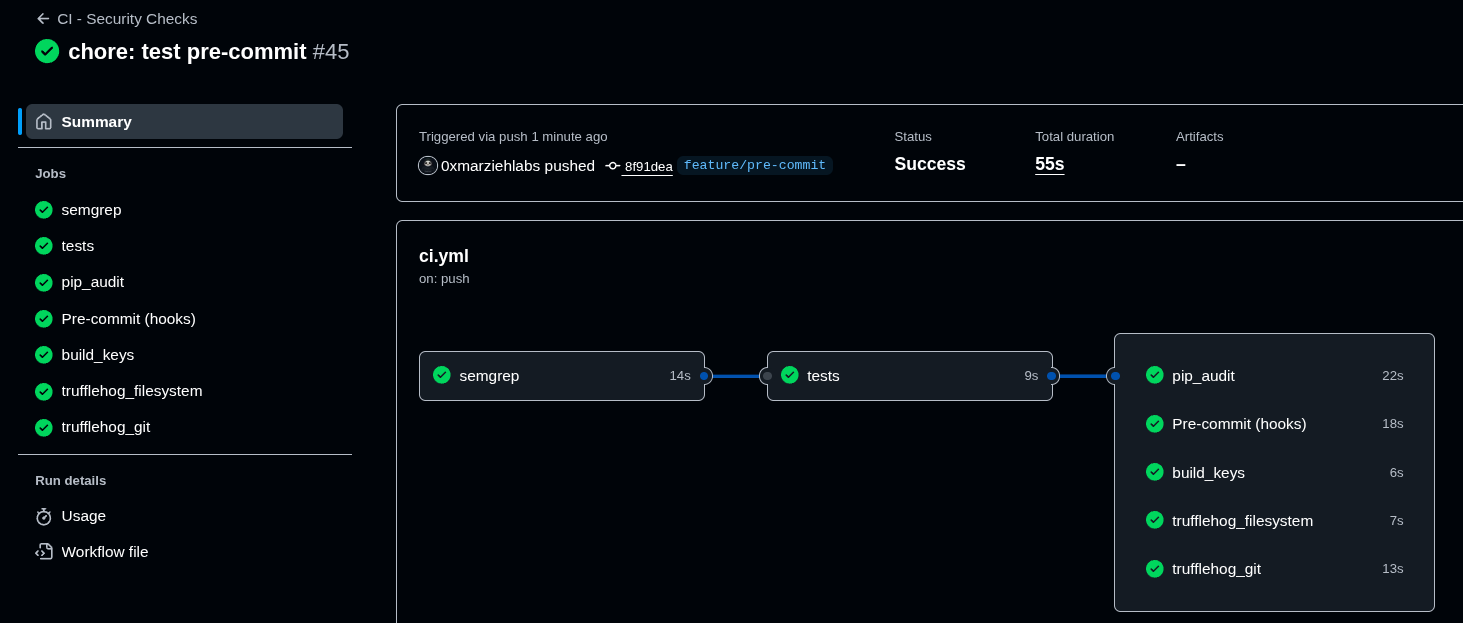 CI - Security Checks
chore: test pre-commit #45
Summary
Jobs
semgrep
tests
pip_audit
Pre-commit (hooks)
build_keys
trufflehog_filesystem
trufflehog_git
Run details
Usage
Workflow file
Triggered via push 1 minute ago
0xmarziehlabs pushed 8f91dea feature/pre-commit
Status
Success
Total duration
55s
Artifacts
–
ci.yml
on: push
semgrep 14s
tests 9s
pip_audit 22s
Pre-commit (hooks) 18s
build_keys 6s
trufflehog_filesystem 7s
trufflehog_git 13s